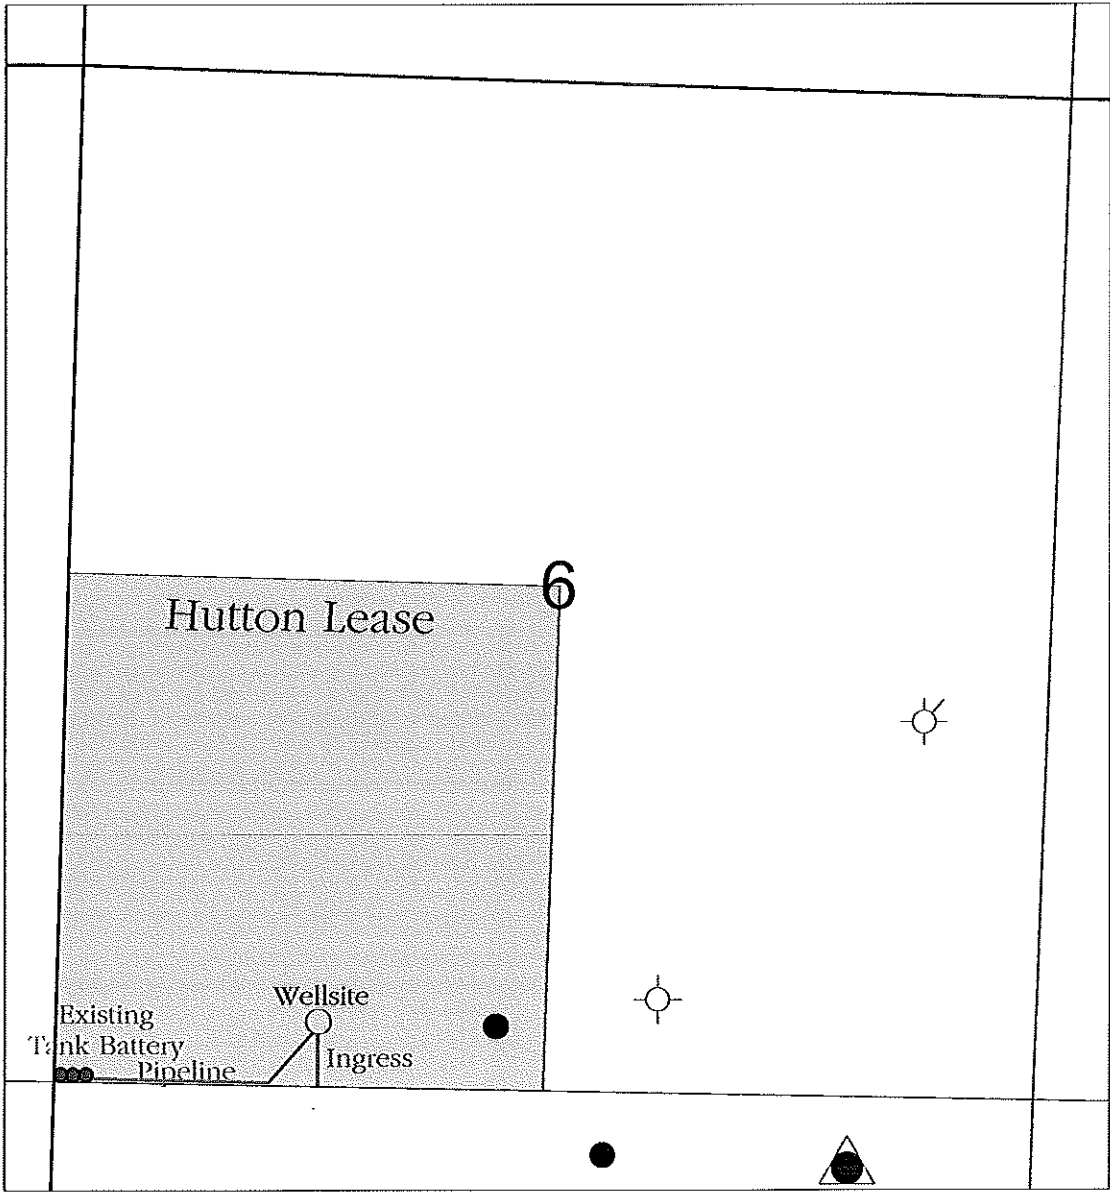 6
Hutton Lease
Wellsite
Existing
Tank Battery
Ingress
Pipeline